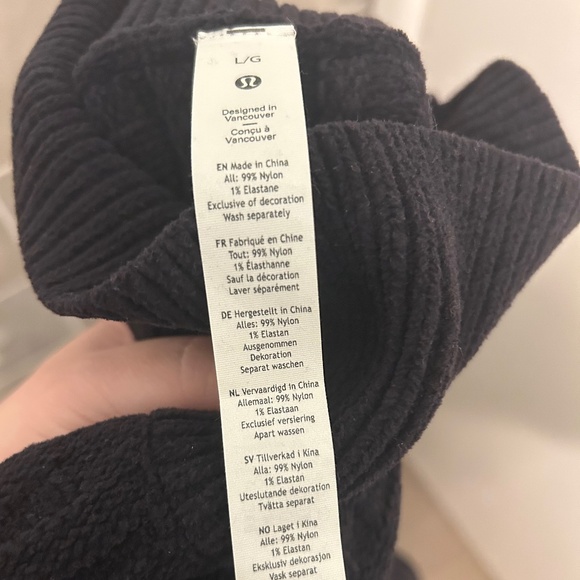 L/G
Designed in
Vancouver
Conçu à
Vancouver
EN Made in China
All: 99% Nylon
1% Elastane
Exclusive of decoration
Wash separately
FR Fabriqué en Chine
Tout: 99% Nylon
1% Élasthanne
Sauf la décoration
Laver séparément
DE Hergestellt in China
Alles: 99% Nylon
1% Elastan
Ausgenommen
Dekoration
Separat waschen
NL Vervaardigd in China
Allemaal: 99% Nylon
1% Elastaan
Exclusief versiering
Apart wassen
SV Tillverkad i Kina
Alla: 99% Nylon
1% Elastan
Uteslutande dekoration
Tvätta separat
NO Laget i Kina
Alle: 99% Nylon
1% Elastan
Eksklusiv dekorasjon
Vask separat